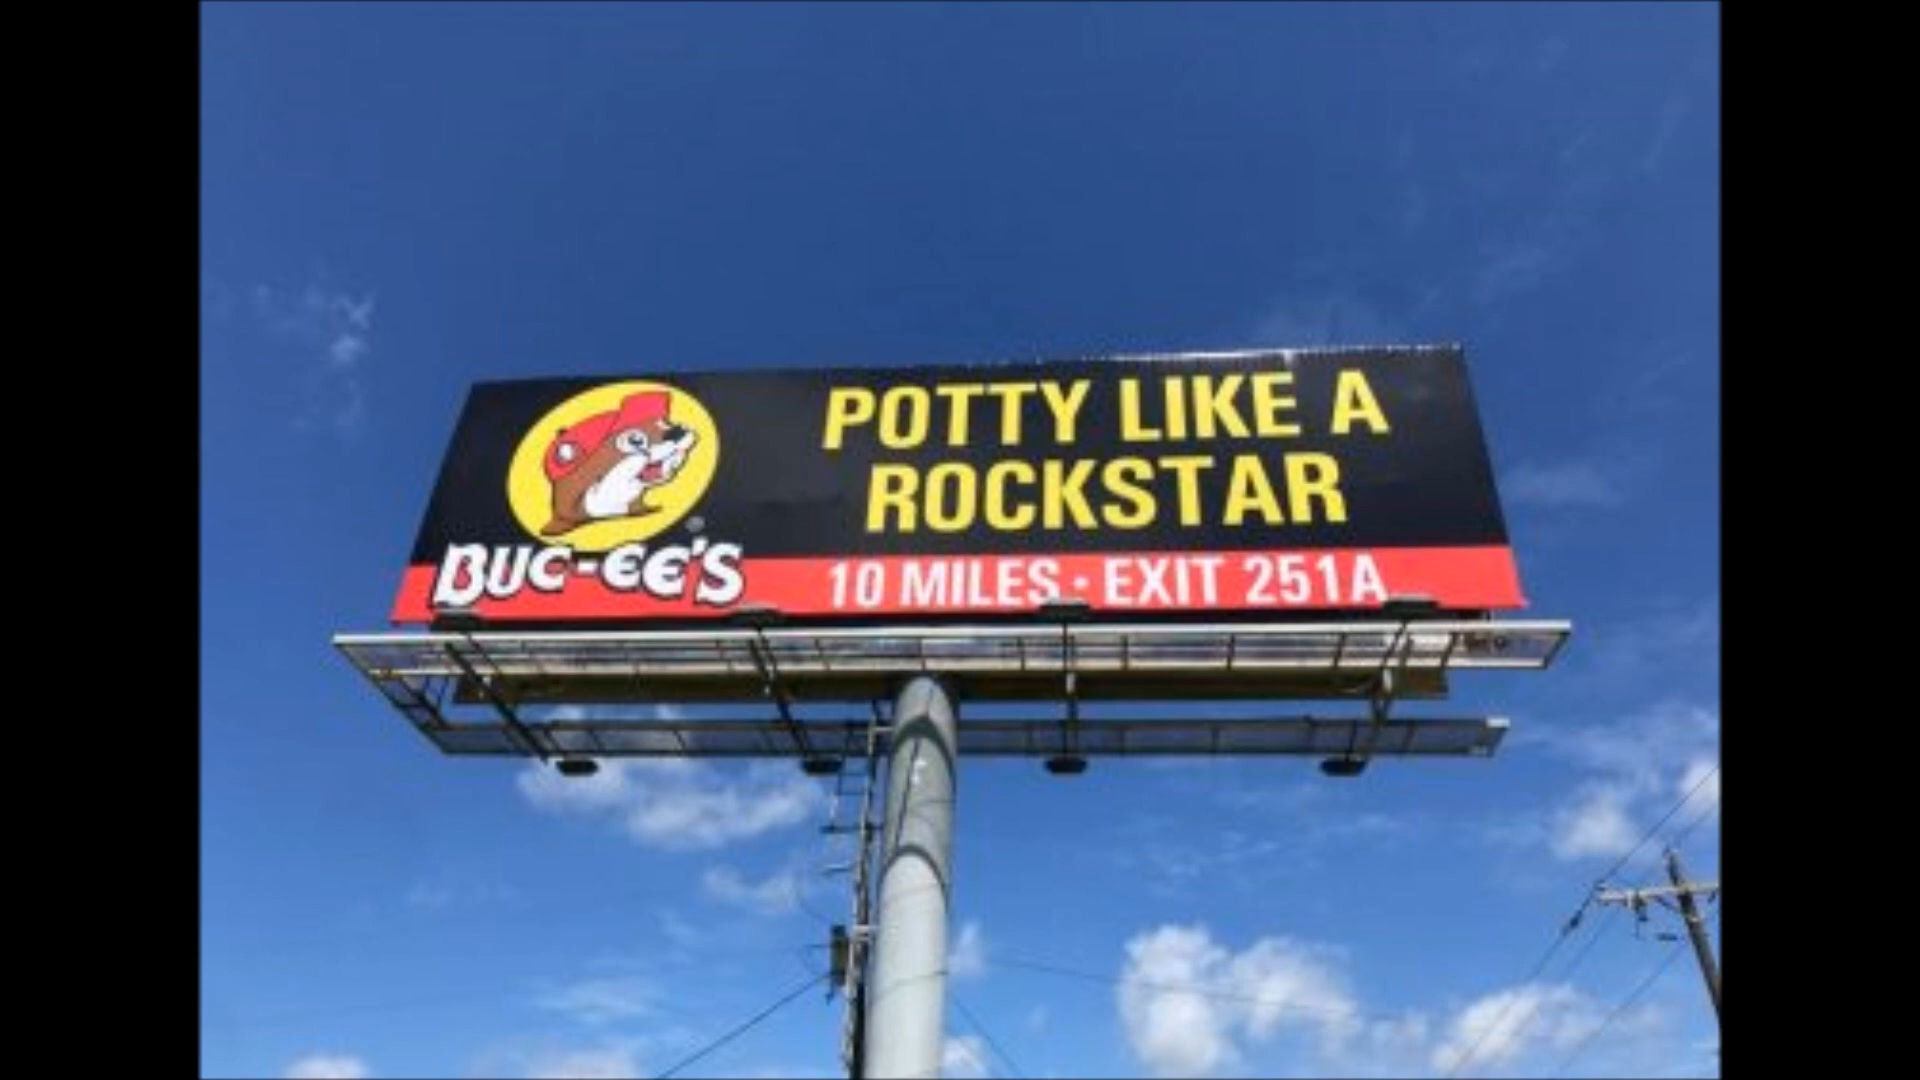 POTTY LIKE A
ROCKSTAR
BUC-EE'S
®
10 MILES · EXIT 251A